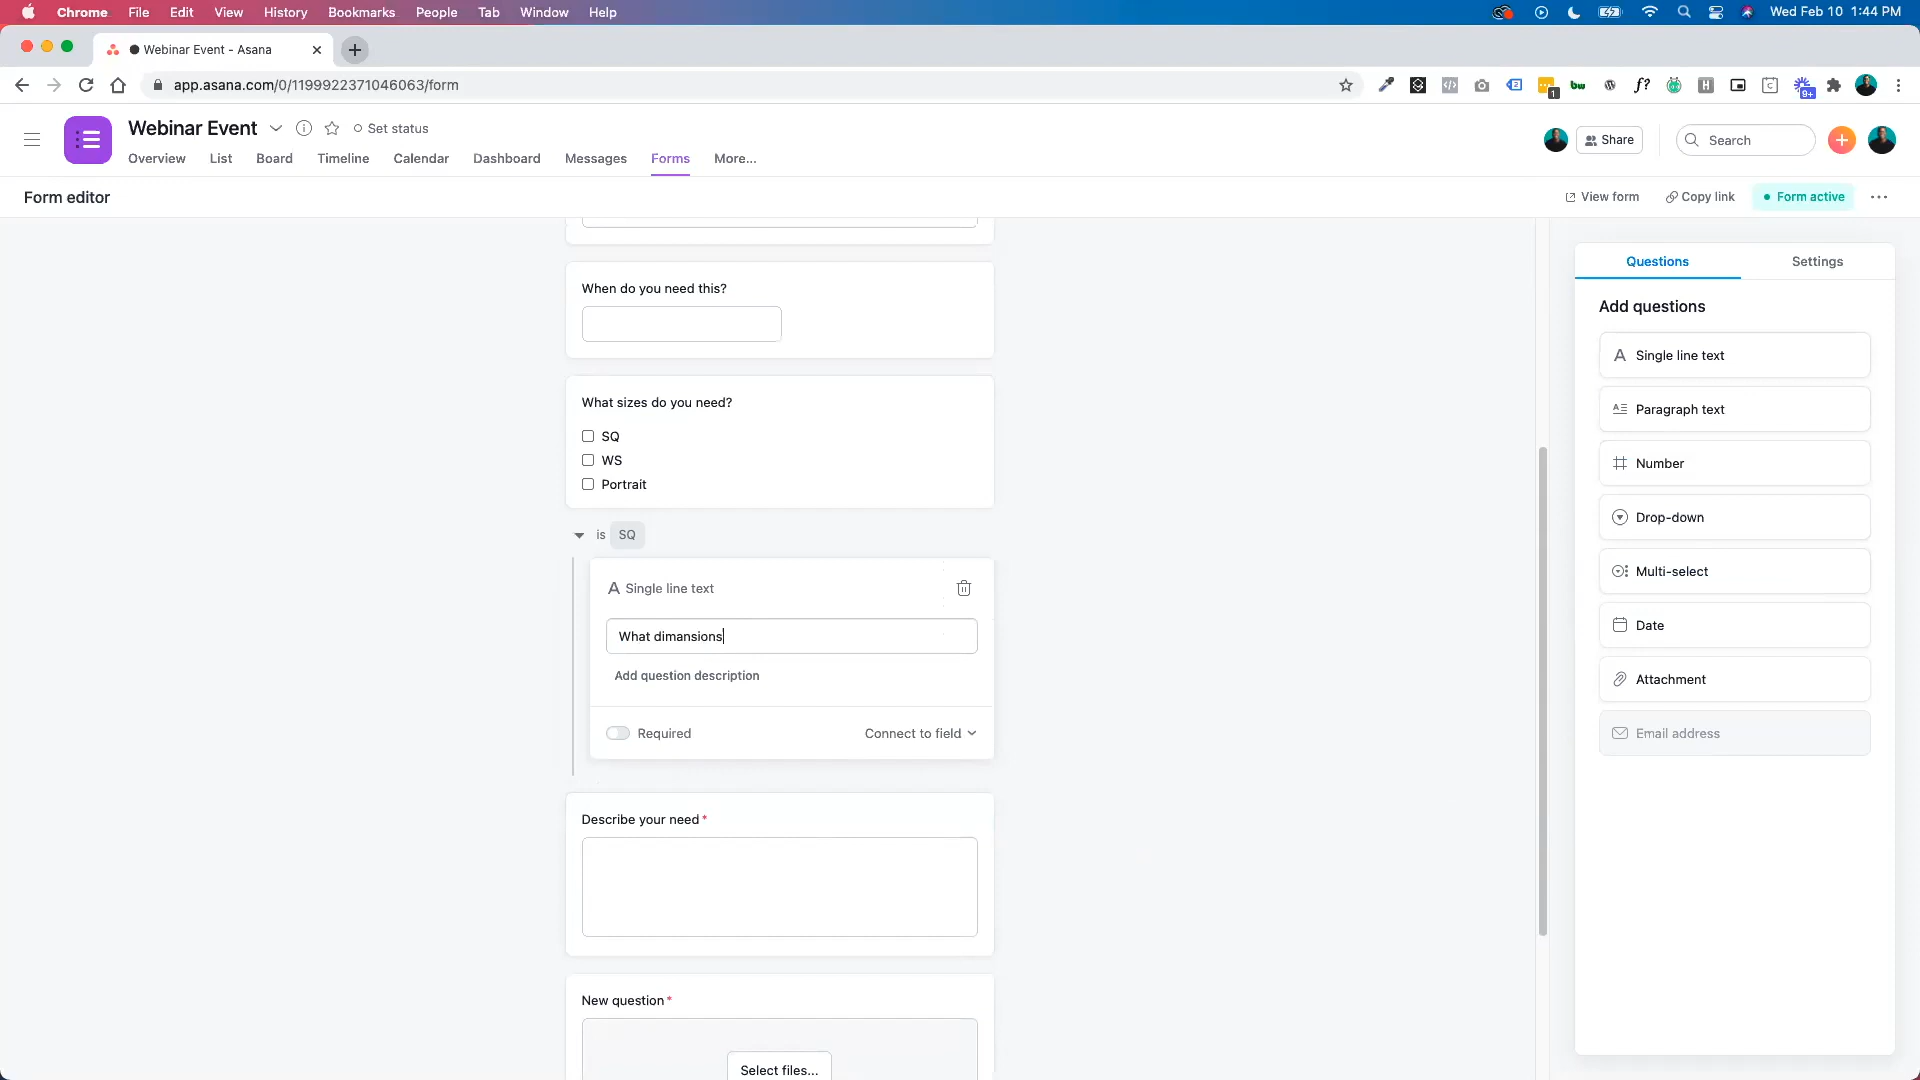 Chrome File Edit View History Bookmarks People Tab Window Help Wed Feb 10 1:44 PM
Webinar Event - Asana
app.asana.com/0/1199922371046063/form
1 bw f? H C 9+
Webinar Event Set status
Share Search
Overview List Board Timeline Calendar Dashboard Messages Forms More...
Form editor View form Copy link Form active
Questions Settings
Add questions
Single line text
Paragraph text
Number
Drop-down
Multi-select
Date
Attachment
Email address
When do you need this?
What sizes do you need?
SQ
WS
Portrait
is SQ
Single line text
What dimansions
Add question description
Required Connect to field
Describe your need *
New question *
Select files...